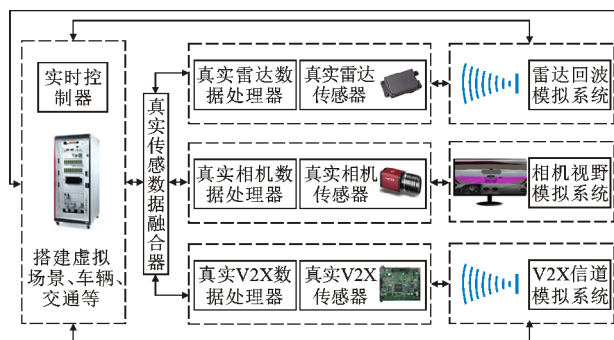 实时控
制器
搭建虚拟
场景、车辆、
交通等
真实传感数据融合器
真实雷达数
据处理器
真实雷达
传感器
雷达回波
模拟系统
真实相机数
据处理器
真实相机
传感器
相机视野
模拟系统
真实V2X数
据处理器
真实V2X
传感器
V2X信道
模拟系统